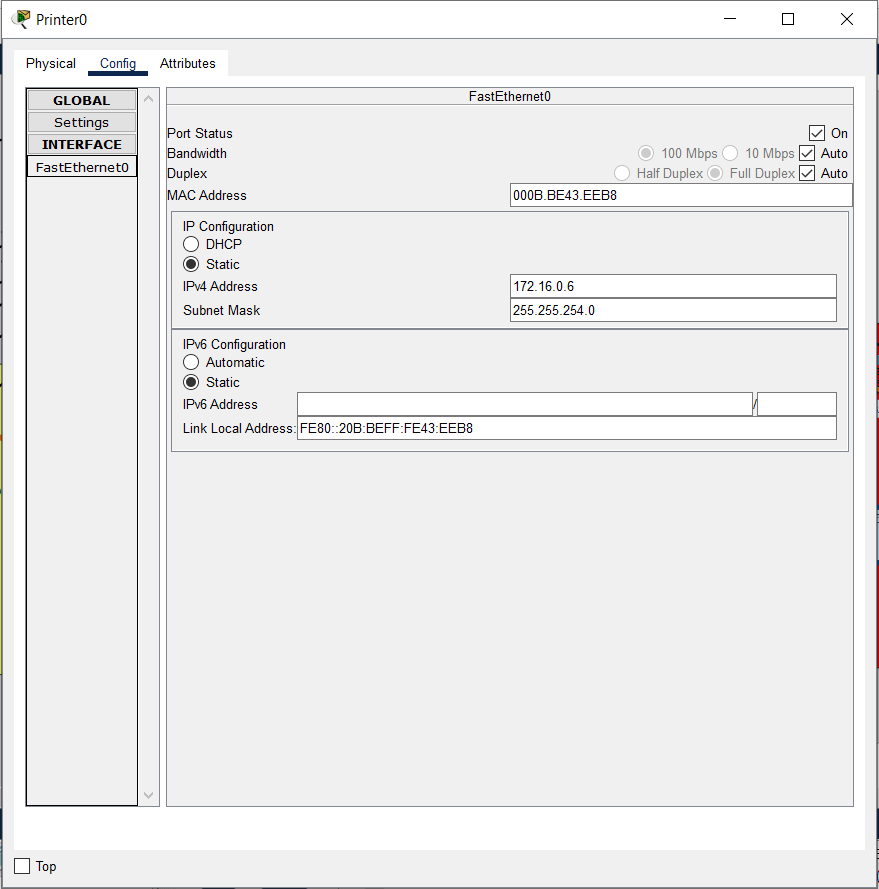 Printer0
Physical Config Attributes
GLOBAL
Settings
INTERFACE
FastEthernet0
FastEthernet0
Port Status On
Bandwidth 100 Mbps 10 Mbps Auto
Duplex Half Duplex Full Duplex Auto
MAC Address 000B.BE43.EEB8
IP Configuration
DHCP
Static
IPv4 Address 172.16.0.6
Subnet Mask 255.255.254.0
IPv6 Configuration
Automatic
Static
IPv6 Address /
Link Local Address: FE80::20B:BEFF:FE43:EEB8
Top